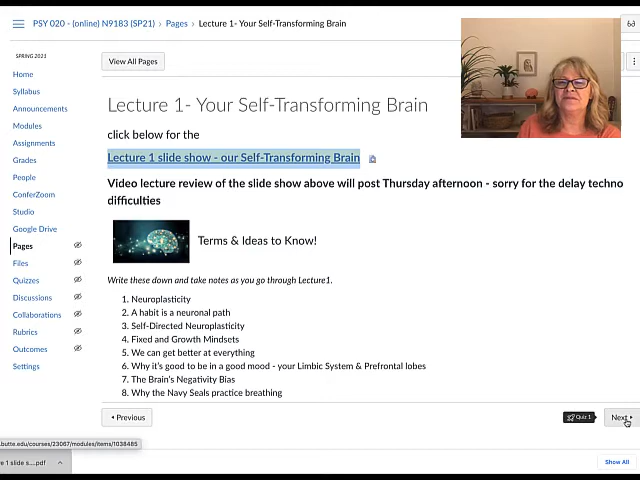 PSY 020 - (online) N9183 (SP21) › Pages › Lecture 1- Your Self-Transforming Brain
SPRING 2021
View All Pages
Home
Syllabus
Announcements
Modules
Assignments
Grades
People
ConferZoom
Studio
Google Drive
Pages
Files
Quizzes
Discussions
Collaborations
Rubrics
Outcomes
Settings
Lecture 1- Your Self-Transforming Brain
click below for the
Lecture 1 slide show - our Self-Transforming Brain
Video lecture review of the slide show above will post Thursday afternoon - sorry for the delay techno
difficulties
Terms & Ideas to Know!
Write these down and take notes as you go through Lecture1.
1. Neuroplasticity
2. A habit is a neuronal path
3. Self-Directed Neuroplasticity
4. Fixed and Growth Mindsets
5. We can get better at everything
6. Why it's good to be in a good mood - your Limbic System & Prefrontal lobes
7. The Brain's Negativity Bias
8. Why the Navy Seals practice breathing
Previous
Quiz 1
Next
.butte.edu/courses/23067/modules/items/1038485
e 1 slide s....pdf
Show All